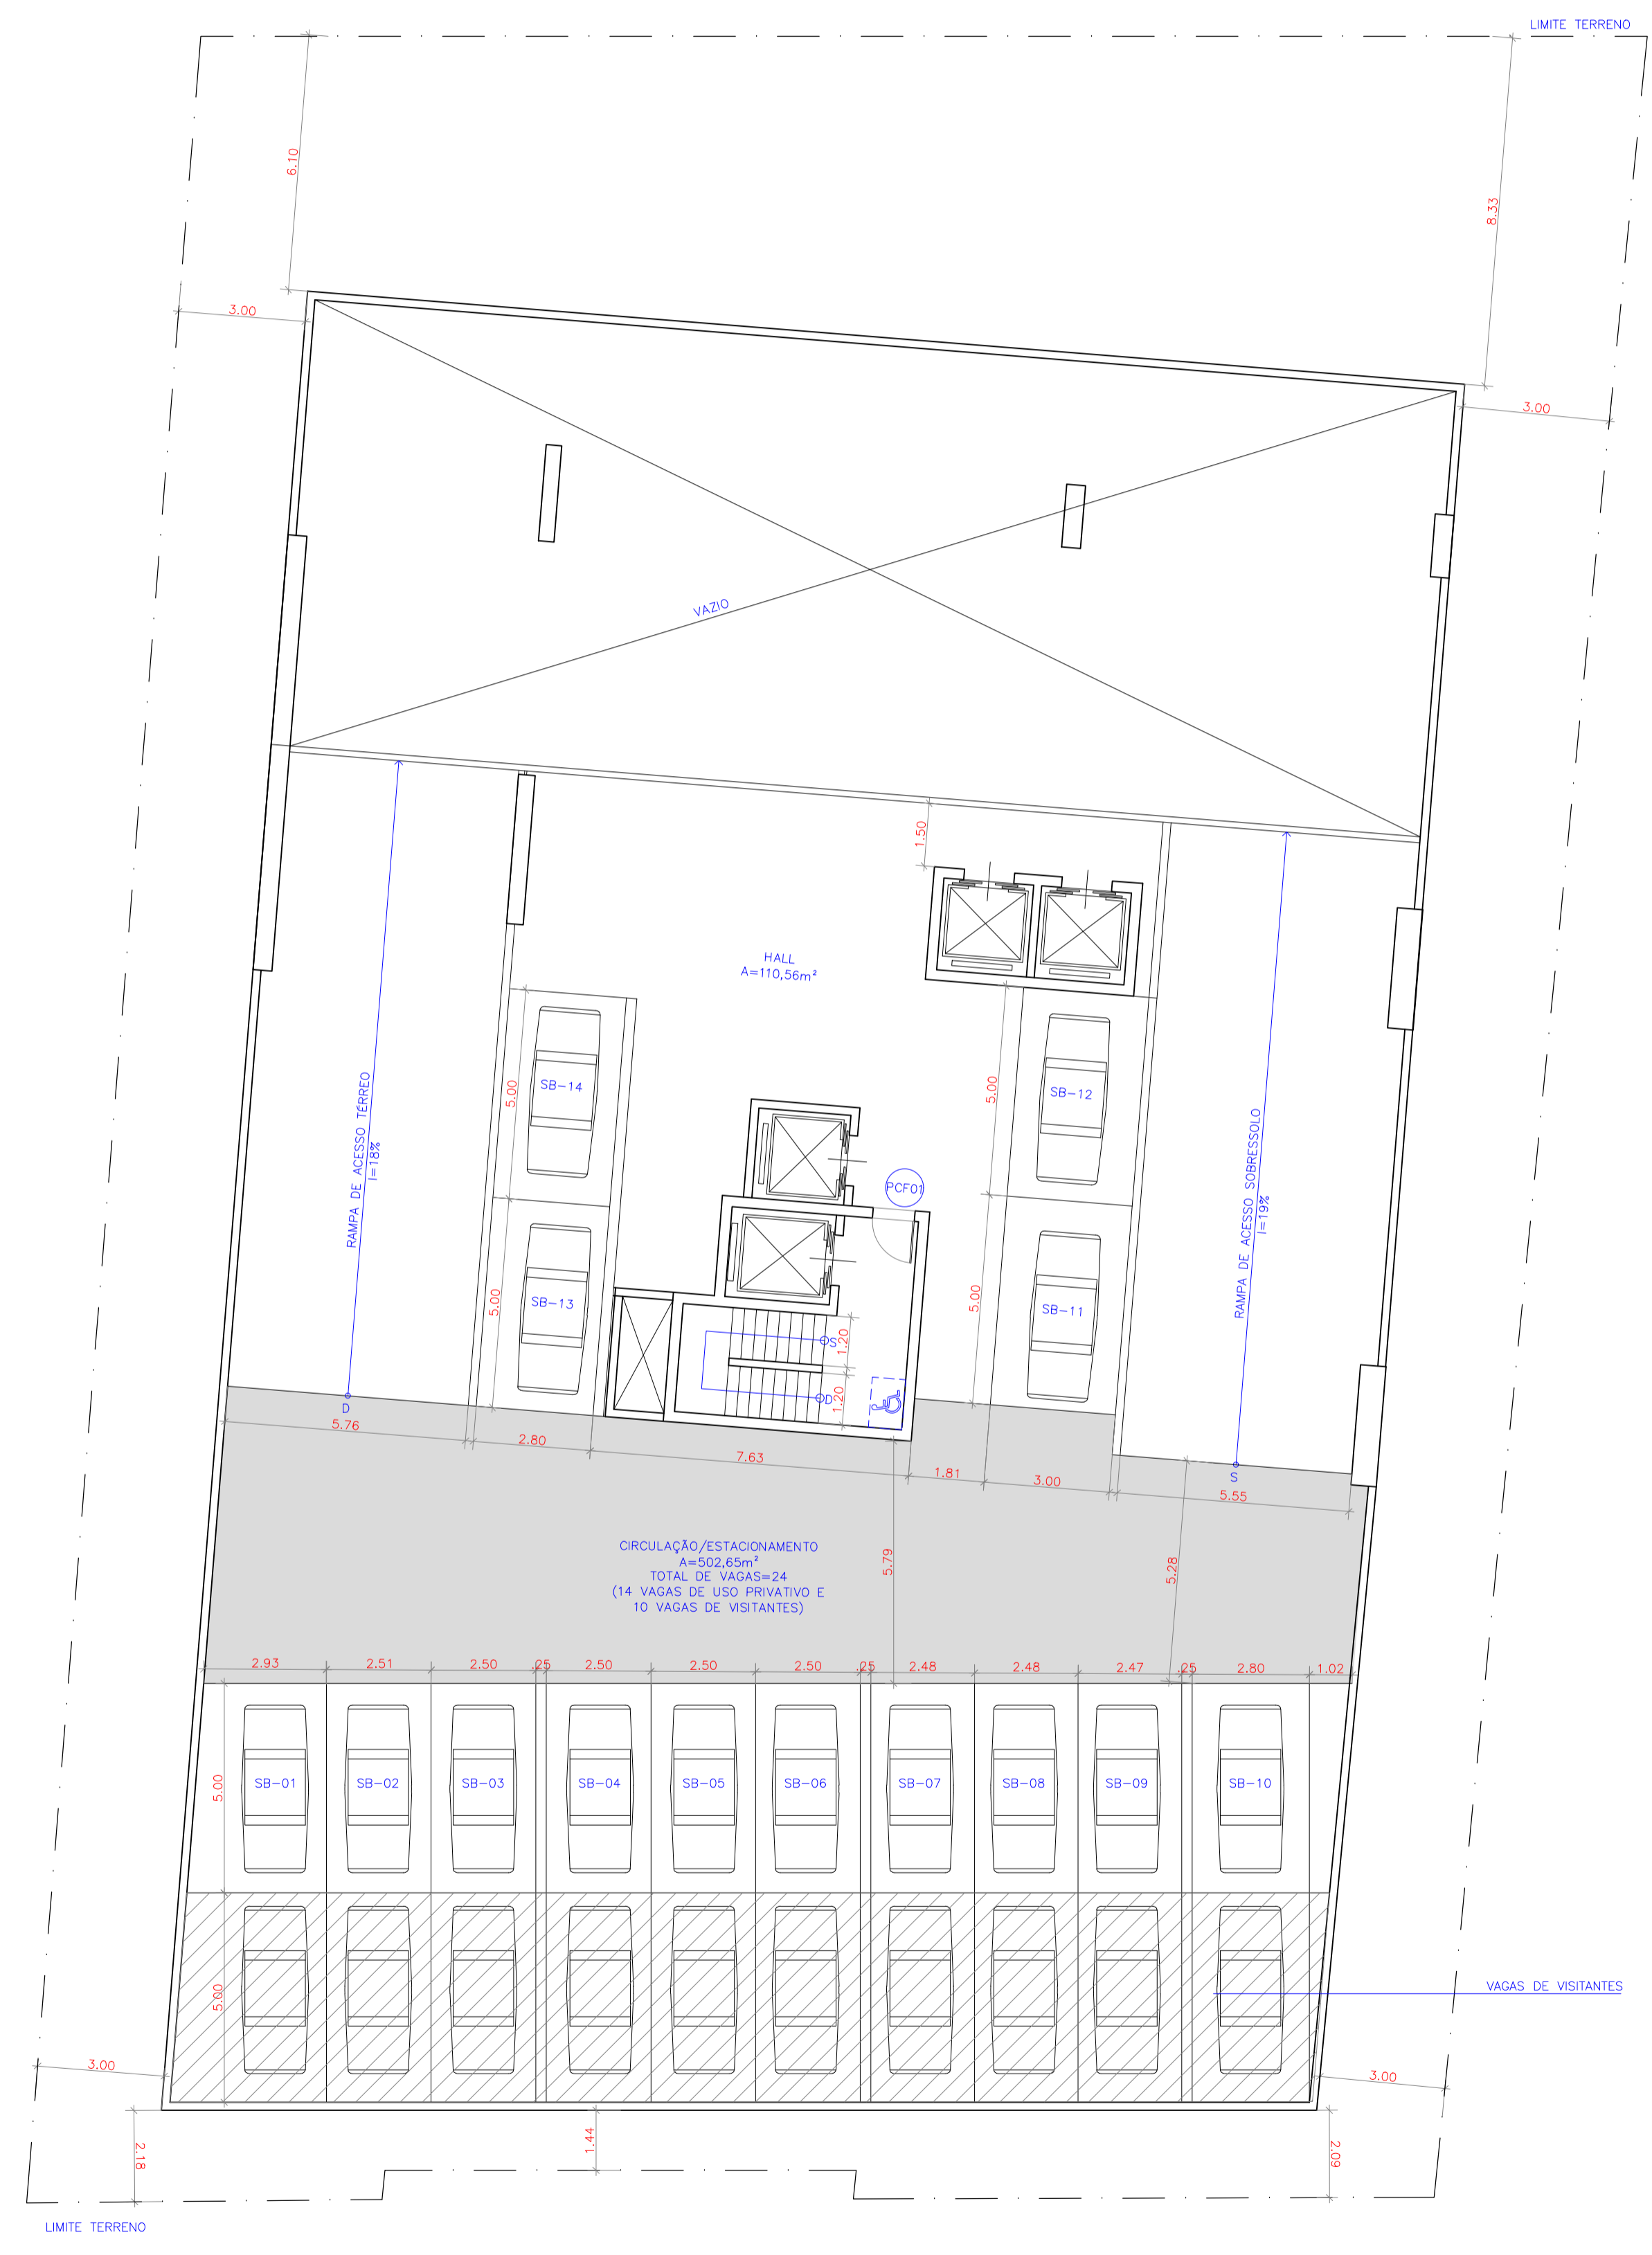 LIMITE TERRENO
6.10
8.33
3.00
3.00
VAZIO
1.50
HALL
A=110,56m²
RAMPA DE ACESSO TÉRREO
I=18%
SB-14
5.00
SB-12
5.00
PCF01
RAMPA DE ACESSO SOBRESSOLO
I=19%
SB-13
5.00
SB-11
5.00
S
1.20
D
1.20
D
5.76
2.80
7.63
1.81
3.00
S
5.55
CIRCULAÇÃO/ESTACIONAMENTO
A=502,65m²
TOTAL DE VAGAS=24
(14 VAGAS DE USO PRIVATIVO E
10 VAGAS DE VISITANTES)
5.79
5.28
2.93 2.51 2.50 .25 2.50 2.50 2.50 .25 2.48 2.48 2.47 .25 2.80 1.02
5.00
SB-01 SB-02 SB-03 SB-04 SB-05 SB-06 SB-07 SB-08 SB-09 SB-10
5.00
VAGAS DE VISITANTES
3.00
3.00
2.18
1.44
2.09
LIMITE TERRENO